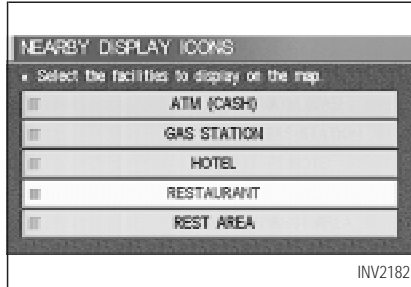 NEARBY DISPLAY ICONS
• Select the facilities to display on the map.
ATM (CASH)
GAS STATION
HOTEL
RESTAURANT
REST AREA
INV2182